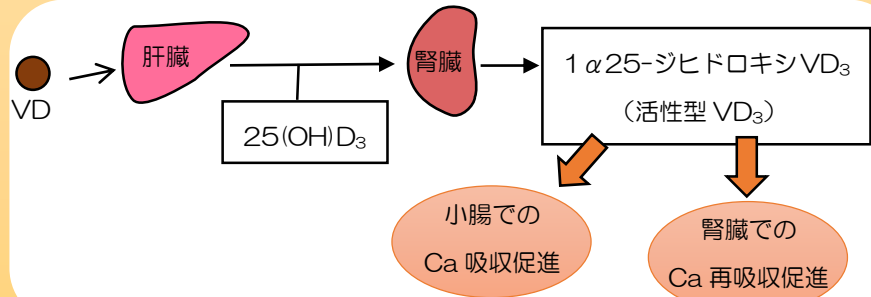 VD
肝臓
25(OH)D₃
腎臓
1α25-ジヒドロキシVD₃
（活性型 VD₃）
小腸での
Ca 吸収促進
腎臓での
Ca 再吸収促進